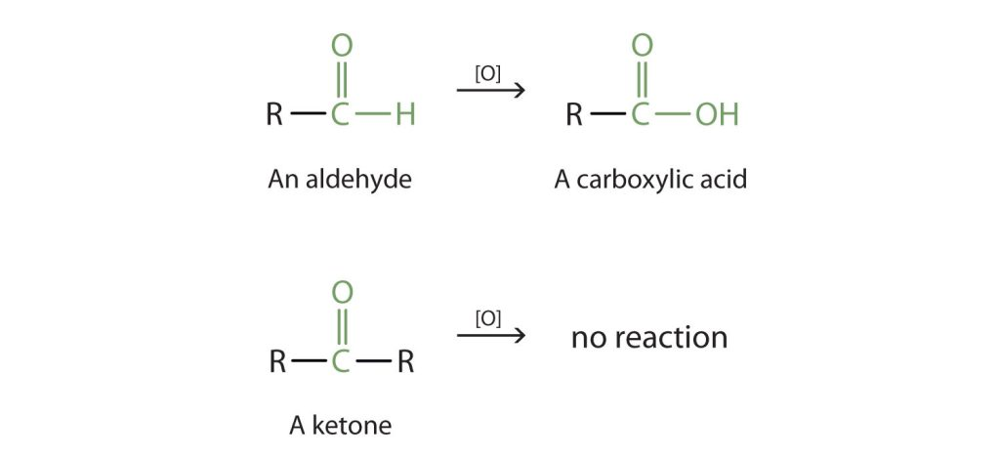 O O
[O]
R—C—H R—C—OH
An aldehyde A carboxylic acid
O
[O]
no reaction
R—C—R
A ketone